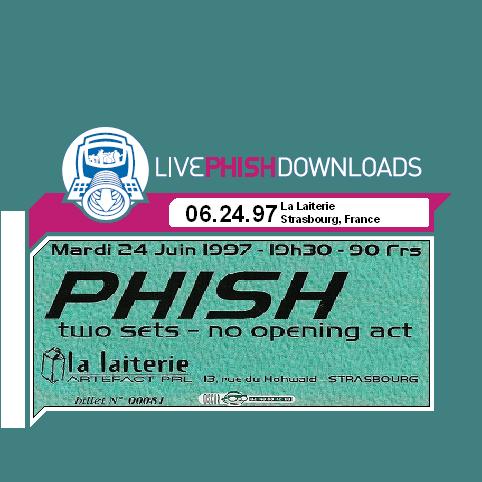 LIVEPHISHDOWNLOADS
06.24.97
La Laiterie
Strasbourg, France
Mardi 24 Juin 1997 - 19h30 - 90 Frs
PHISH
two sets - no opening act
la laiterie
ARTEFACT PRL 13, rue du Hohwald STRASBOURG
billet N° 00081